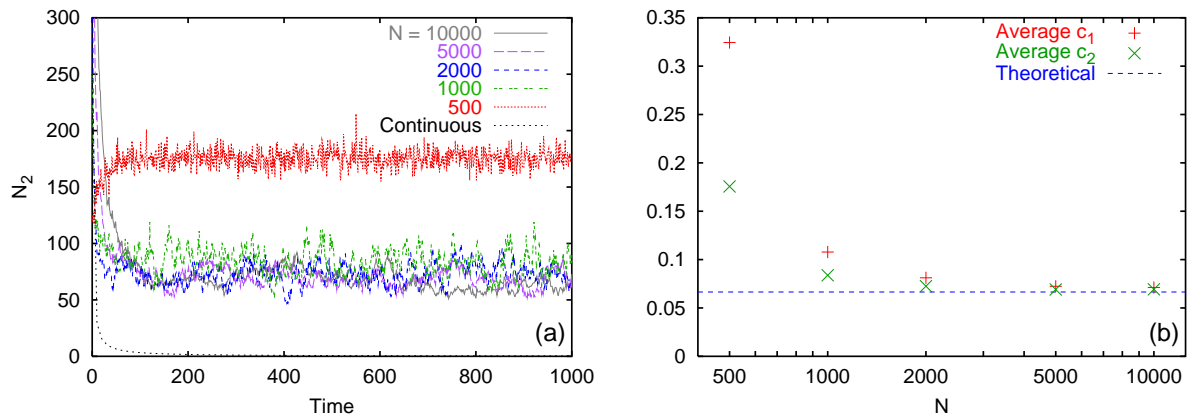 300
250
200
150
100
50
0
N₂
N = 10000
5000
2000
1000
500
Continuous
(a)
0 200 400 600 800 1000
Time
0.35
0.3
0.25
0.2
0.15
0.1
0.05
0
Average c₁
Average c₂
Theoretical
(b)
500 1000 2000 5000 10000
N